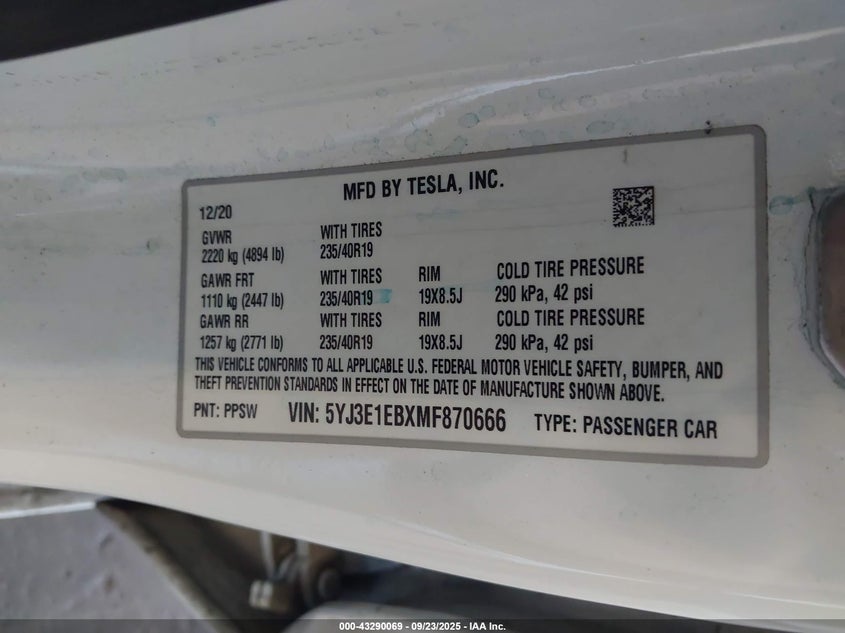 MFD BY TESLA, INC.
12/20
GVWR WITH TIRES
2220 kg (4894 lb) 235/40R19
GAWR FRT WITH TIRES RIM COLD TIRE PRESSURE
1110 kg (2447 lb) 235/40R19 19X8.5J 290 kPa, 42 psi
GAWR RR WITH TIRES RIM COLD TIRE PRESSURE
1257 kg (2771 lb) 235/40R19 19X8.5J 290 kPa, 42 psi
THIS VEHICLE CONFORMS TO ALL APPLICABLE U.S. FEDERAL MOTOR VEHICLE SAFETY, BUMPER, AND
THEFT PREVENTION STANDARDS IN EFFECT ON THE DATE OF MANUFACTURE SHOWN ABOVE.
PNT: PPSW VIN: 5YJ3E1EBXMF870666 TYPE: PASSENGER CAR
000-43290069 - 09/23/2025 - IAA Inc.